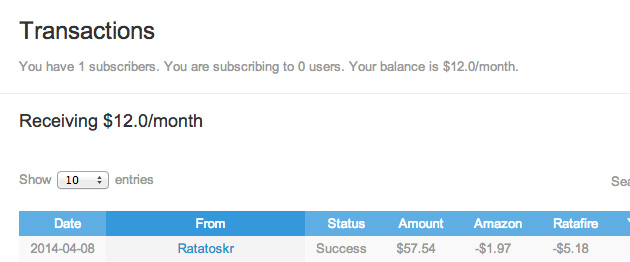 Transactions
You have 1 subscribers. You are subscribing to 0 users. Your balance is $12.0/month.
Receiving $12.0/month
Show 10 entries
Date From Status Amount Amazon Ratafire
2014-04-08 Ratatoskr Success $57.54 -$1.97 -$5.18